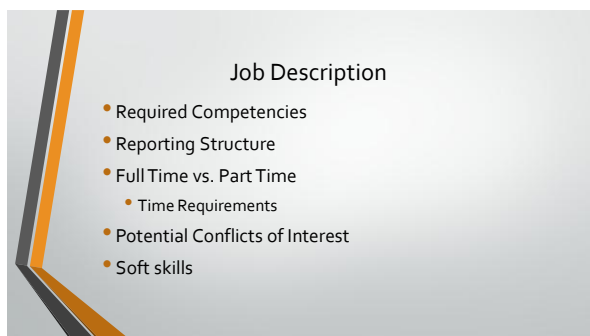 Job Description
• Required Competencies
• Reporting Structure
• Full Time vs. Part Time
• Time Requirements
• Potential Conflicts of Interest
• Soft skills